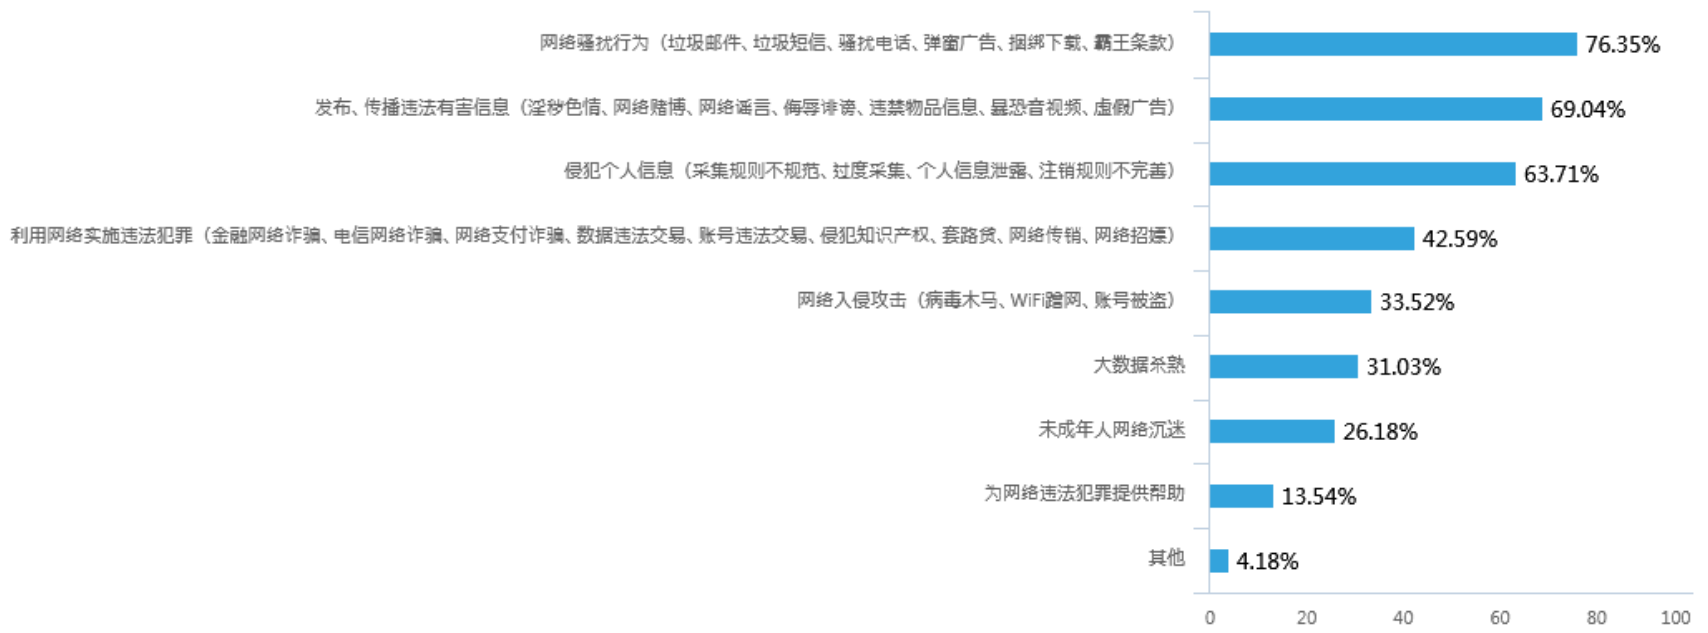 网络骚扰行为（垃圾邮件、垃圾短信、骚扰电话、弹窗广告、捆绑下载、霸王条款） 76.35%
发布、传播违法有害信息（淫秽色情、网络赌博、网络谣言、侮辱诽谤、违禁物品信息、暴恐音视频、虚假广告） 69.04%
侵犯个人信息（采集规则不规范、过度采集、个人信息泄露、注销规则不完善） 63.71%
利用网络实施违法犯罪（金融网络诈骗、电信网络诈骗、网络支付诈骗、数据违法交易、账号违法交易、侵犯知识产权、套路贷、网络传销、网络招嫖） 42.59%
网络入侵攻击（病毒木马、WiFi蹭网、账号被盗） 33.52%
大数据杀熟 31.03%
未成年人网络沉迷 26.18%
为网络违法犯罪提供帮助 13.54%
其他 4.18%
0 20 40 60 80 100